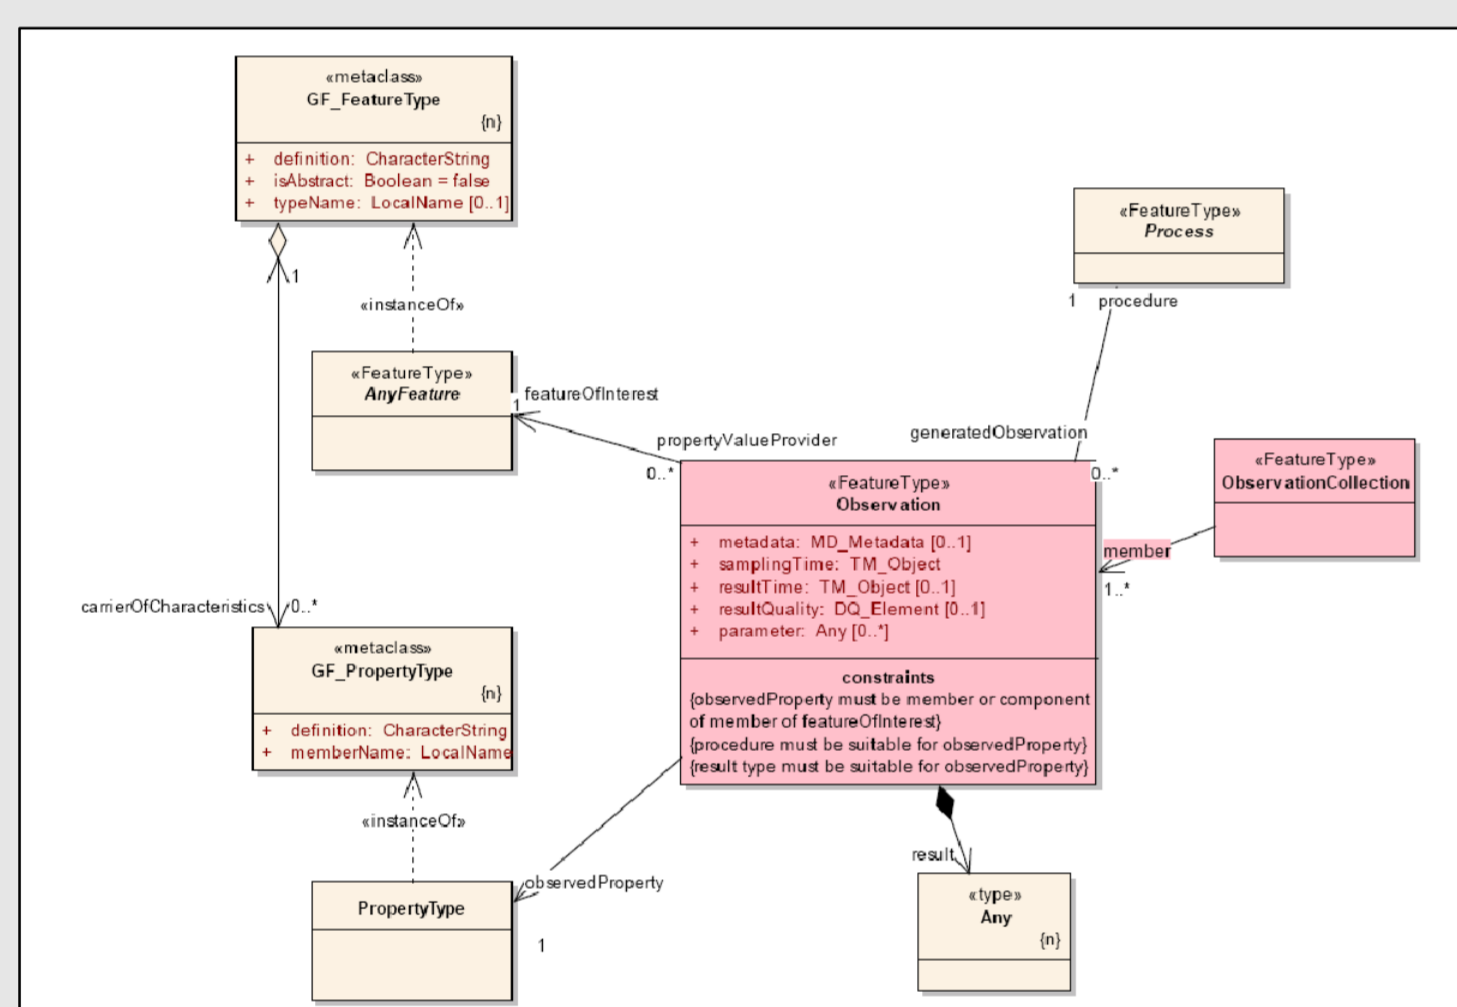 «metaclass»
GF_FeatureType
{n}
+ definition: CharacterString
+ isAbstract: Boolean = false
+ typeName: LocalName [0..1]
1
«instanceOf»
«FeatureType»
AnyFeature
1
featureOfInterest
propertyValueProvider
0..*
«FeatureType»
Process
1 procedure
generatedObservation
0..*
«FeatureType»
ObservationCollection
member
1..*
«FeatureType»
Observation
+ metadata: MD_Metadata [0..1]
+ samplingTime: TM_Object
+ resultTime: TM_Object [0..1]
+ resultQuality: DQ_Element [0..1]
+ parameter: Any [0..*]
constraints
{observedProperty must be member or component
of member of featureOfInterest}
{procedure must be suitable for observedProperty}
{result type must be suitable for observedProperty}
carrierOfCharacteristics
0..*
«metaclass»
GF_PropertyType
{n}
+ definition: CharacterString
+ memberName: LocalName
«instanceOf»
PropertyType
observedProperty
1
result
«type»
Any
{n}